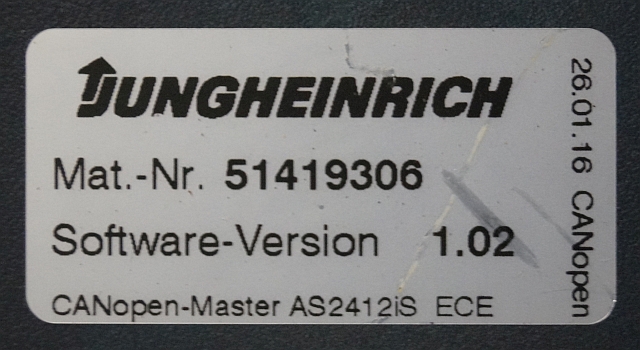 JUNGHEINRICH
Mat.-Nr. 51419306
Software-Version 1.02
CANopen-Master AS2412iS ECE
26.01.16 CANopen